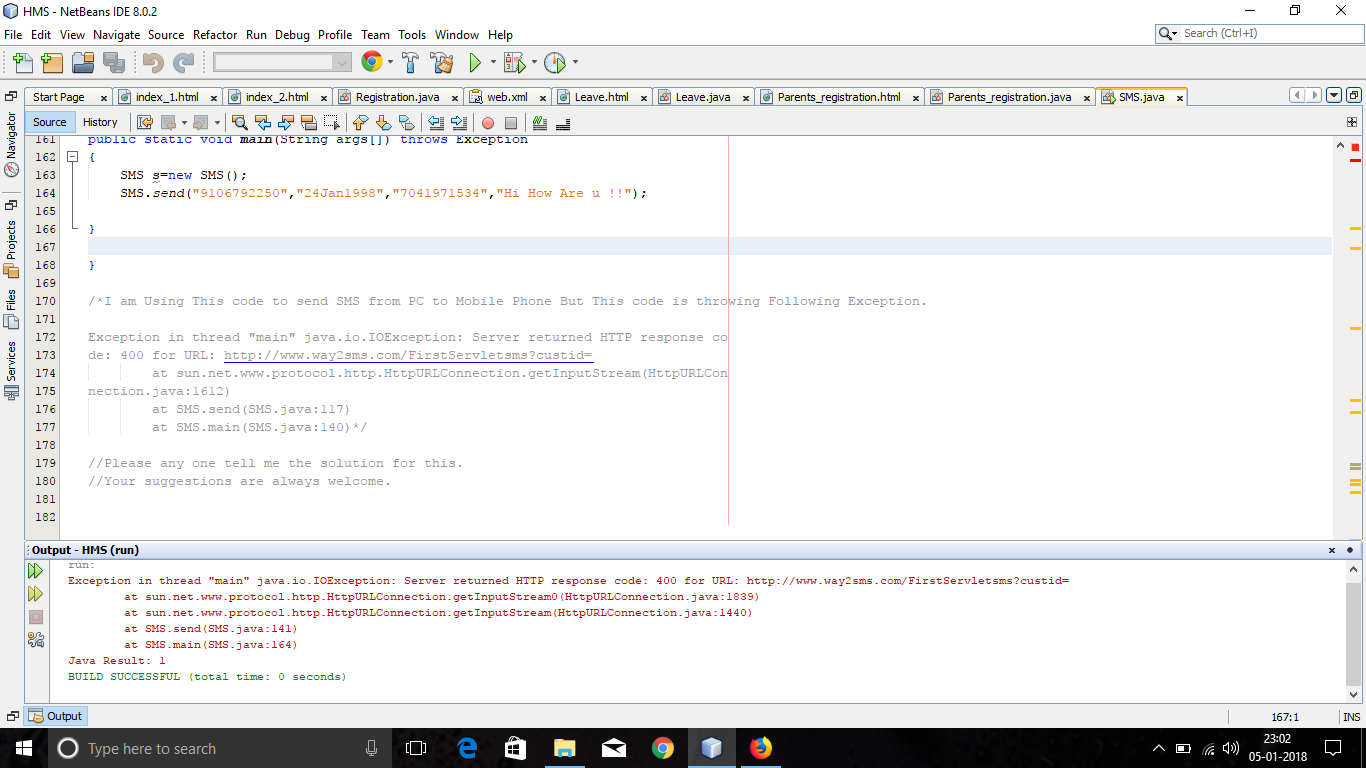 HMS - NetBeans IDE 8.0.2
File Edit View Navigate Source Refactor Run Debug Profile Team Tools Window Help
Search (Ctrl+I)
Start Page index_1.html index_2.html Registration.java web.xml Leave.html Leave.java Parents_registration.html Parents_registration.java SMS.java
Source History
Navigator
Projects
Files
Services
161 public static void main(String args[]) throws Exception
162 {
163 SMS s=new SMS();
164 SMS.send("9106792250","24Jan1998","7041971534","Hi How Are u !!");
165
166 }
167
168 }
169
170 /*I am Using This code to send SMS from PC to Mobile Phone But This code is throwing Following Exception.
171
172 Exception in thread "main" java.io.IOException: Server returned HTTP response co
173 de: 400 for URL: http://www.way2sms.com/FirstServletsms?custid=
174 at sun.net.www.protocol.http.HttpURLConnection.getInputStream(HttpURLCon
175 nection.java:1612)
176 at SMS.send(SMS.java:117)
177 at SMS.main(SMS.java:140)*/
178
179 //Please any one tell me the solution for this.
180 //Your suggestions are always welcome.
181
182
Output - HMS (run)
run:
Exception in thread "main" java.io.IOException: Server returned HTTP response code: 400 for URL: http://www.way2sms.com/FirstServletsms?custid=
at sun.net.www.protocol.http.HttpURLConnection.getInputStream0(HttpURLConnection.java:1839)
at sun.net.www.protocol.http.HttpURLConnection.getInputStream(HttpURLConnection.java:1440)
at SMS.send(SMS.java:141)
at SMS.main(SMS.java:164)
Java Result: 1
BUILD SUCCESSFUL (total time: 0 seconds)
Output
167:1 INS
Type here to search
23:02
05-01-2018